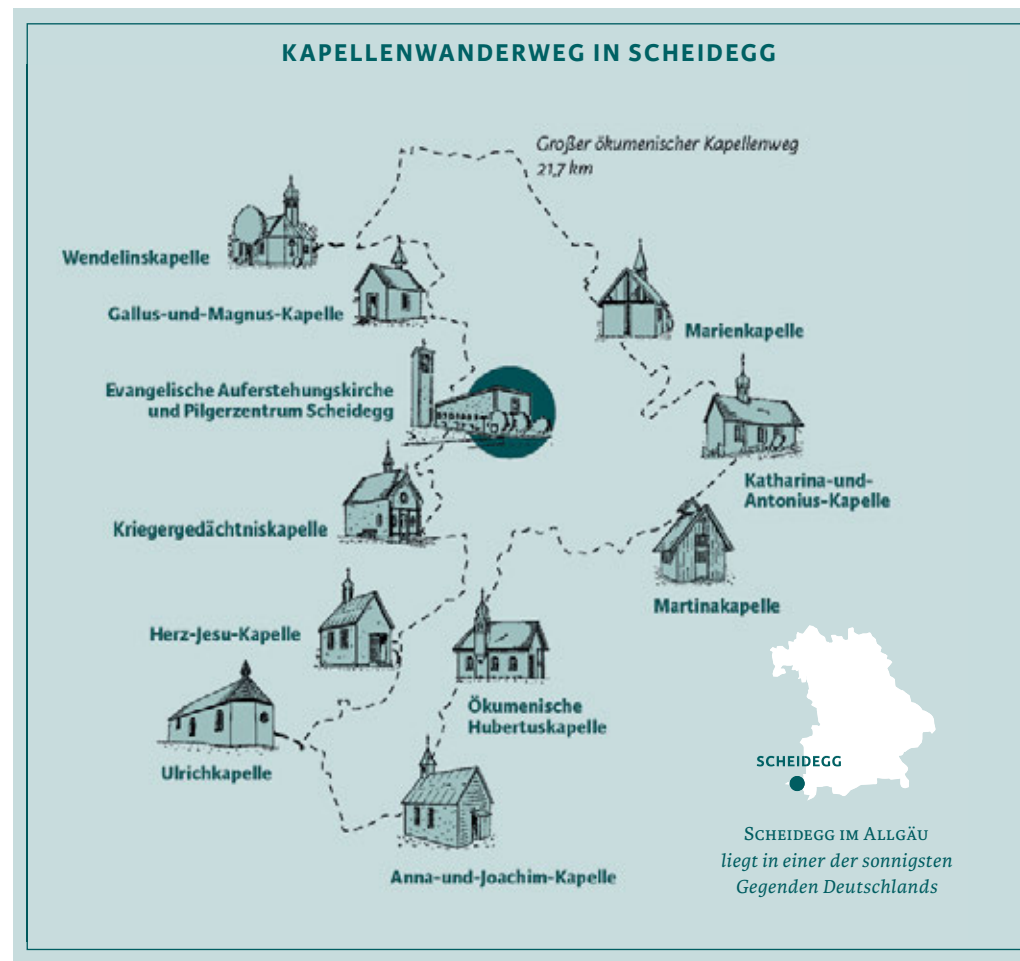 KAPELLENWANDERWEG IN SCHEIDEGG
Großer ökumenischer Kapellenweg
21,7 km
Wendelinskapelle
Gallus-und-Magnus-Kapelle
Marienkapelle
Evangelische Auferstehungskirche
und Pilgerzentrum Scheidegg
Katharina-und-
Antonius-Kapelle
Kriegergedächtniskapelle
Martinakapelle
Herz-Jesu-Kapelle
Ökumenische
Hubertuskapelle
Ulrichkapelle
Anna-und-Joachim-Kapelle
SCHEIDEGG
SCHEIDEGG IM ALLGÄU
liegt in einer der sonnigsten
Gegenden Deutschlands